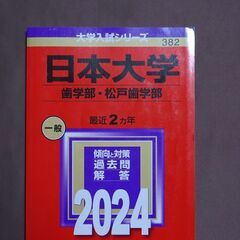 大学入試シリーズ
382
日本大学
歯学部・松戸歯学部
最近2カ年
一般
傾向と対策
過去問
解答
2024